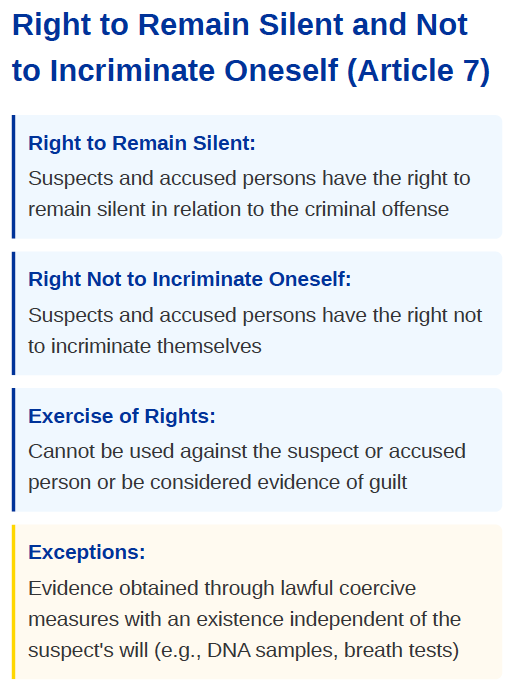 Right to Remain Silent and Not
to Incriminate Oneself (Article 7)
Right to Remain Silent:
Suspects and accused persons have the right to
remain silent in relation to the criminal offense
Right Not to Incriminate Oneself:
Suspects and accused persons have the right not
to incriminate themselves
Exercise of Rights:
Cannot be used against the suspect or accused
person or be considered evidence of guilt
Exceptions:
Evidence obtained through lawful coercive
measures with an existence independent of the
suspect's will (e.g., DNA samples, breath tests)